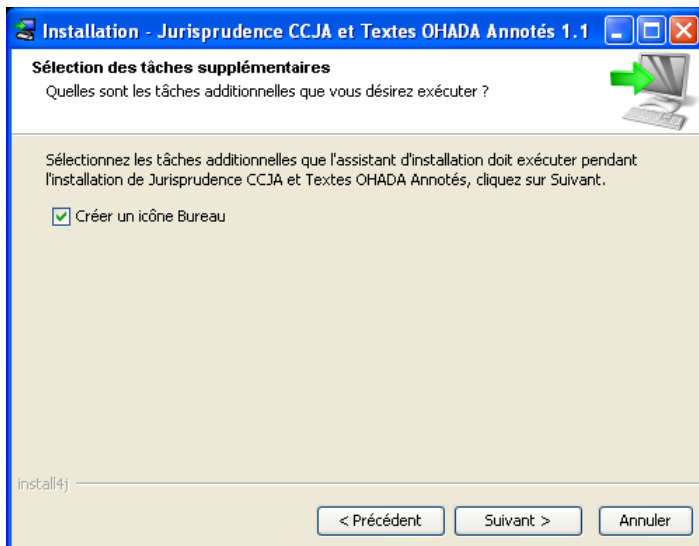 Installation - Jurisprudence CCJA et Textes OHADA Annotés 1.1
Sélection des tâches supplémentaires
Quelles sont les tâches additionnelles que vous désirez exécuter ?
Sélectionnez les tâches additionnelles que l'assistant d'installation doit exécuter pendant
l'installation de Jurisprudence CCJA et Textes OHADA Annotés, cliquez sur Suivant.
Créer un icône Bureau
install4j
< Précédent
Suivant >
Annuler